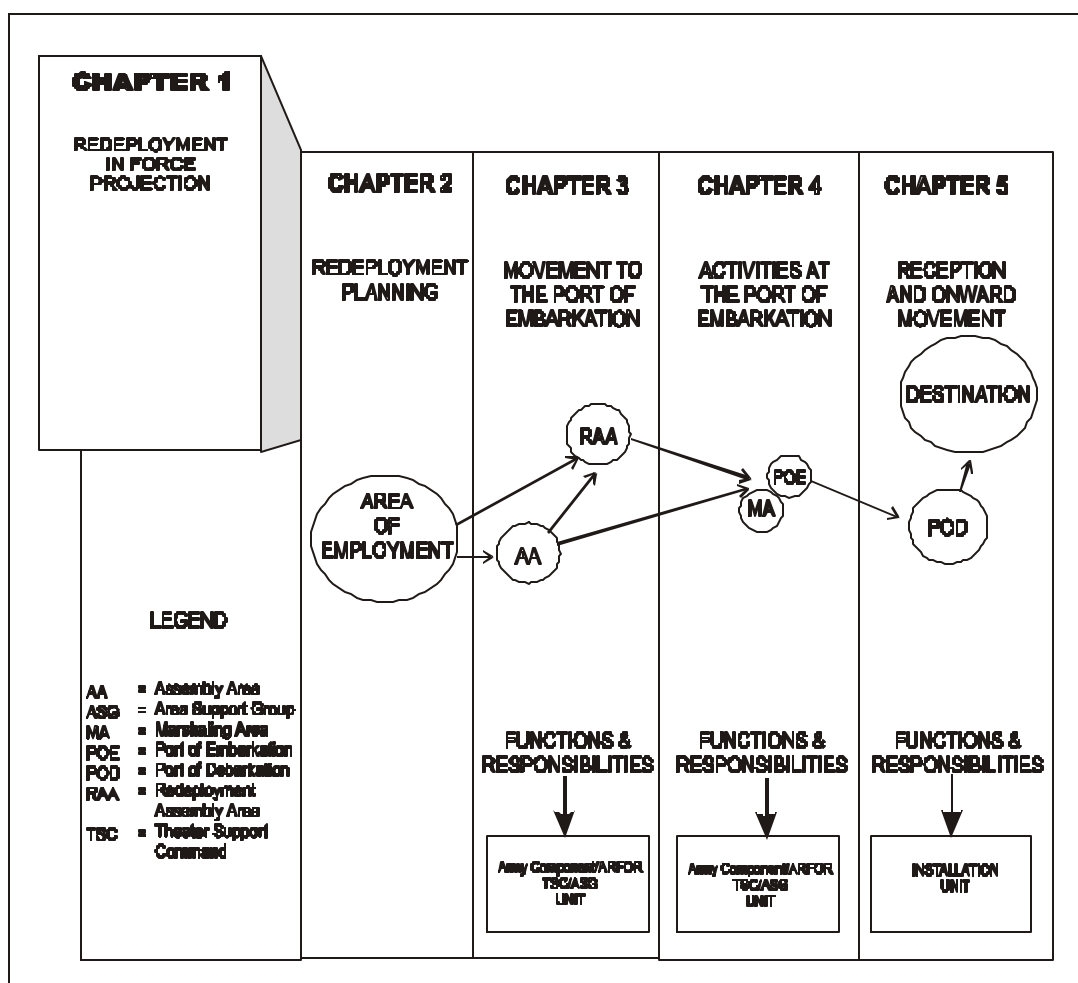 CHAPTER 1
REDEPLOYMENT
IN FORCE
PROJECTION
CHAPTER 2
REDEPLOYMENT
PLANNING
CHAPTER 3
MOVEMENT TO
THE PORT OF
EMBARKATION
CHAPTER 4
ACTIVITIES AT
THE PORT OF
EMBARKATION
CHAPTER 5
RECEPTION
AND ONWARD
MOVEMENT
AREA
OF
EMPLOYMENT
RAA
AA
POE
MA
DESTINATION
POD
LEGEND
AA = Assembly Area
ASG = Area Support Group
MA = Marshaling Area
POE = Port of Embarkation
POD = Port of Debarkation
RAA = Redeployment
Assembly Area
TSC = Theater Support
Command
FUNCTIONS &
RESPONSIBILITIES
Army Component/ARFOR
TSC/ASG
UNIT
FUNCTIONS &
RESPONSIBILITIES
Army Component/ARFOR
TSC/ASG
UNIT
FUNCTIONS &
RESPONSIBILITIES
INSTALLATION
UNIT